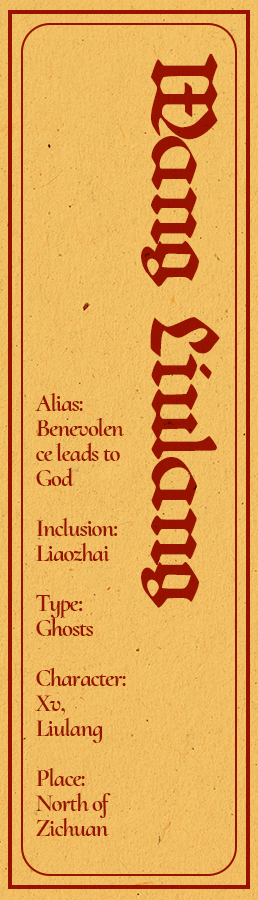 Wang Liulang
Alias:
Benevolen
ce leads to
God
Inclusion:
Liaozhai
Type:
Ghosts
Character:
Xv,
Liulang
Place:
North of
Zichuan